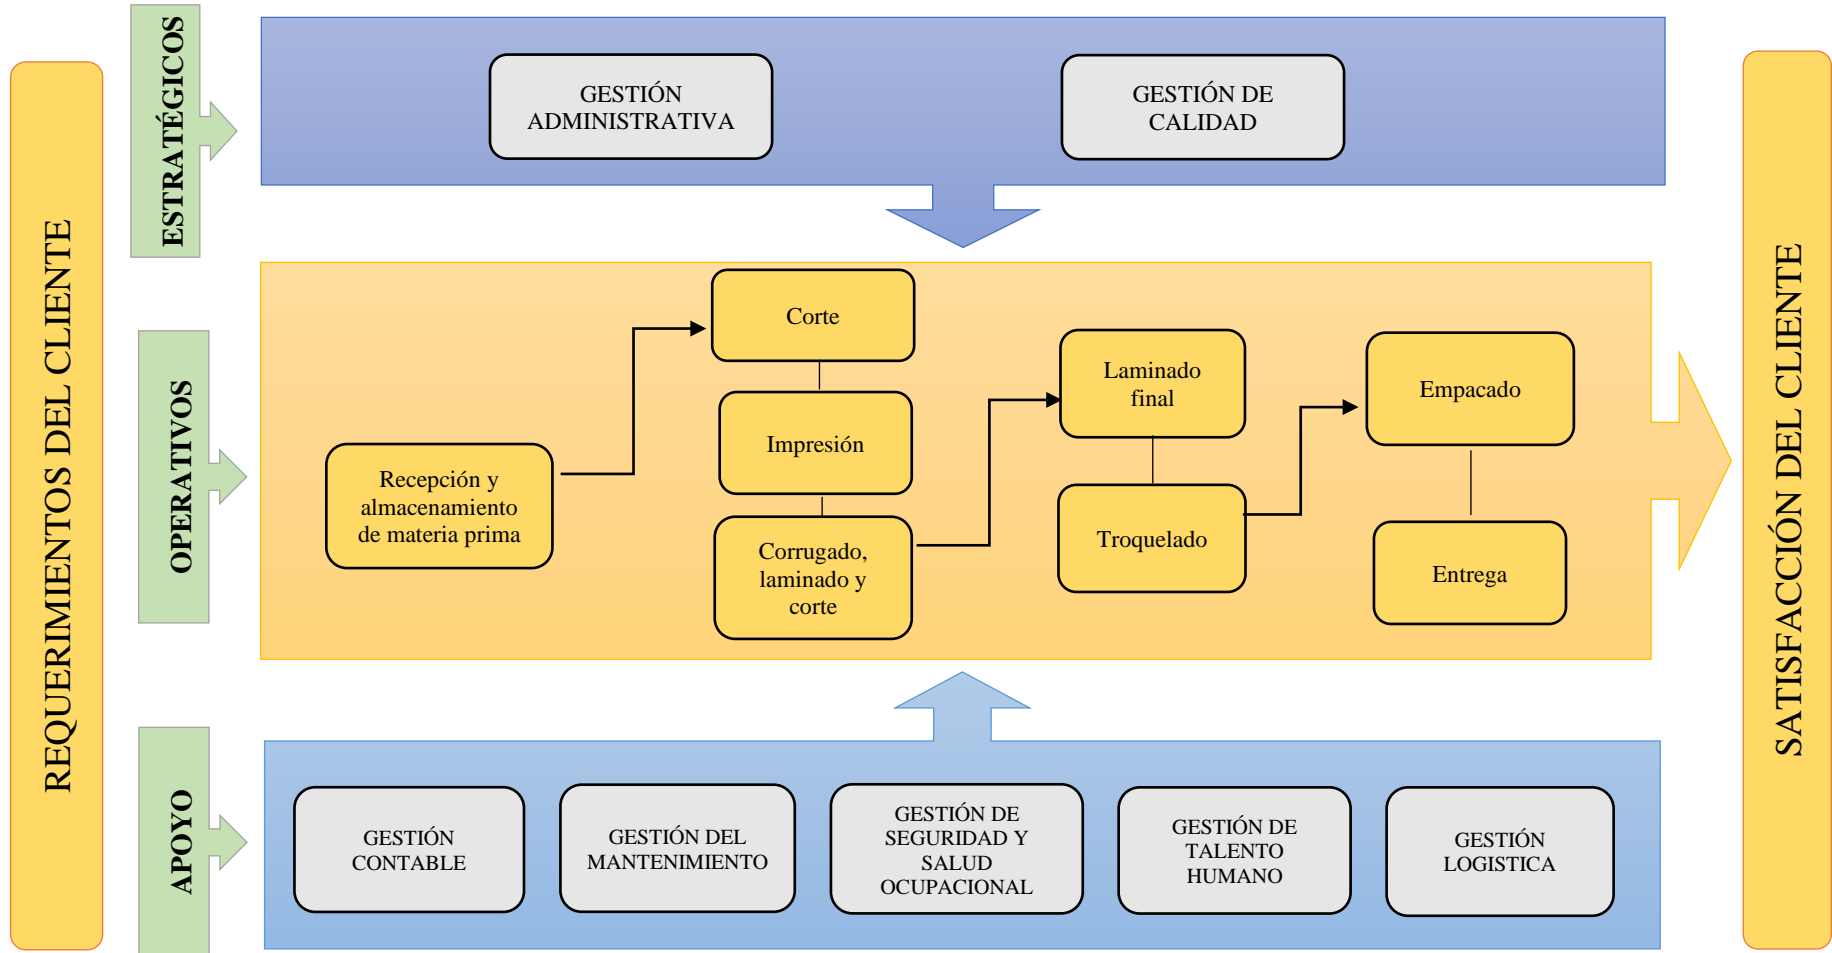 REQUERIMIENTOS DEL CLIENTE
ESTRATÉGICOS
GESTIÓN
ADMINISTRATIVA
GESTIÓN DE
CALIDAD
OPERATIVOS
Recepción y
almacenamiento
de materia prima
Corte
Impresión
Corrugado,
laminado y
corte
Laminado
final
Troquelado
Empacado
Entrega
APOYO
GESTIÓN
CONTABLE
GESTIÓN DEL
MANTENIMIENTO
GESTIÓN DE
SEGURIDAD Y
SALUD
OCUPACIONAL
GESTIÓN DE
TALENTO
HUMANO
GESTIÓN
LOGISTICA
SATISFACCIÓN DEL CLIENTE